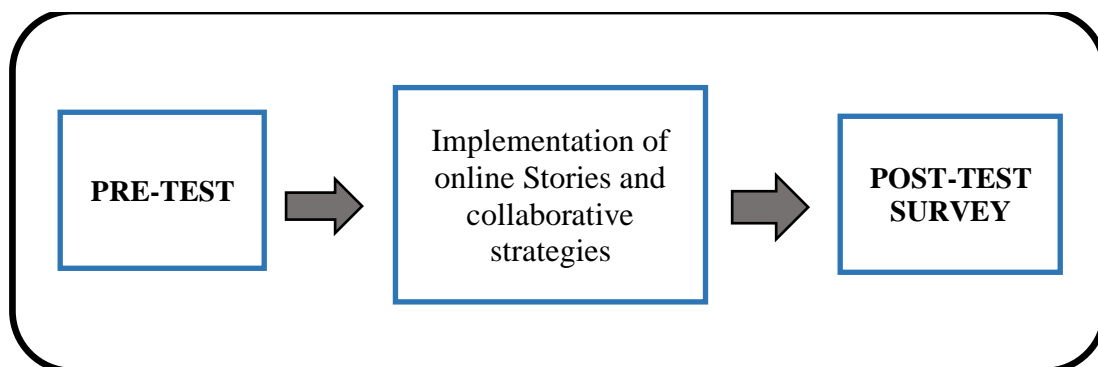 PRE-TEST
Implementation of
online Stories and
collaborative
strategies
POST-TEST
SURVEY